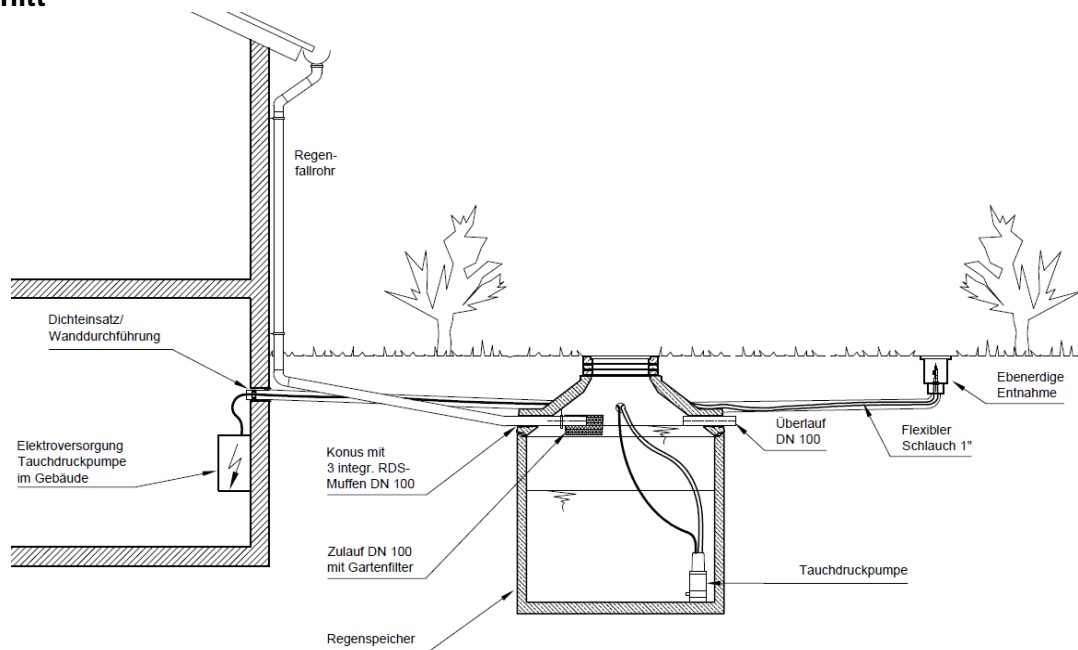 Regen-
fallrohr
Dichteinsatz/
Wanddurchführung
Elektroversorgung
Tauchdruckpumpe
im Gebäude
Konus mit
3 integr. RDS-
Muffen DN 100
Zulauf DN 100
mit Gartenfilter
Regenspeicher
Überlauf
DN 100
Flexibler
Schlauch 1"
Ebenerdige
Entnahme
Tauchdruckpumpe